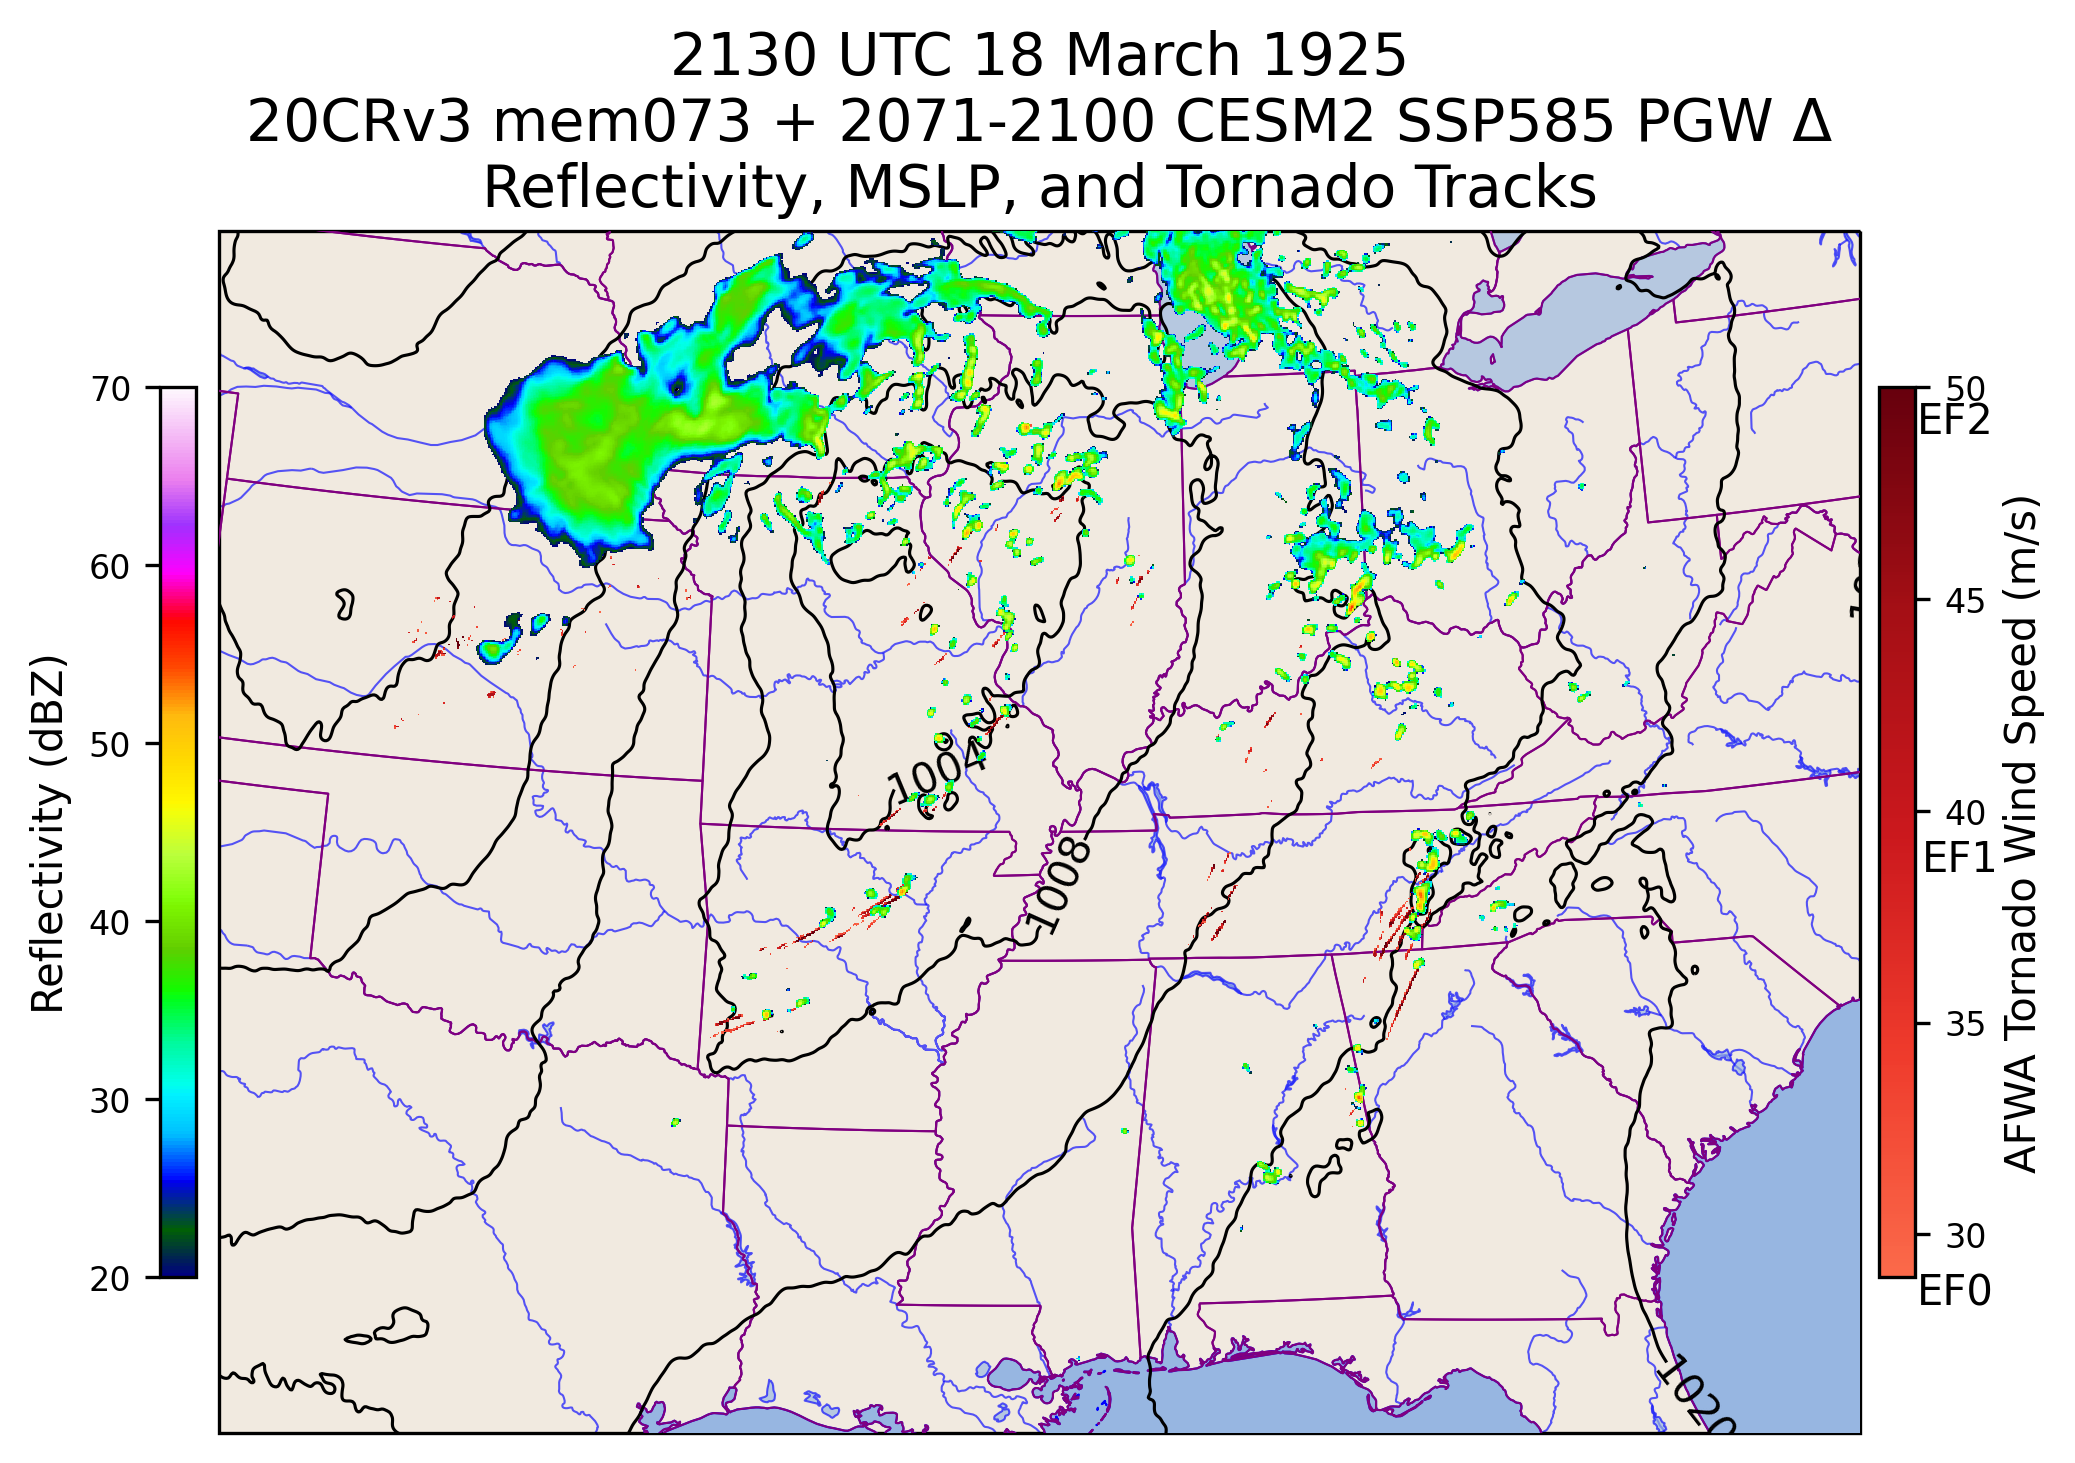 2130 UTC 18 March 1925
20CRv3 mem073 + 2071-2100 CESM2 SSP585 PGW Δ
Reflectivity, MSLP, and Tornado Tracks
70
60
50
40
30
20
Reflectivity (dBZ)
1004
1008
1020
50
EF2
45
40
EF1
35
30
EF0
AFWA Tornado Wind Speed (m/s)